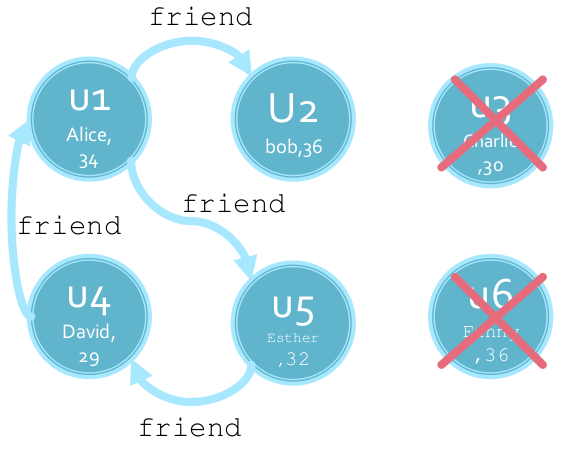 friend
u1
Alice,
34
U2
bob,36
u3
Charlie
,30
friend
friend
u4
David,
29
u5
Esther
,32
u6
Fanny
,36
friend